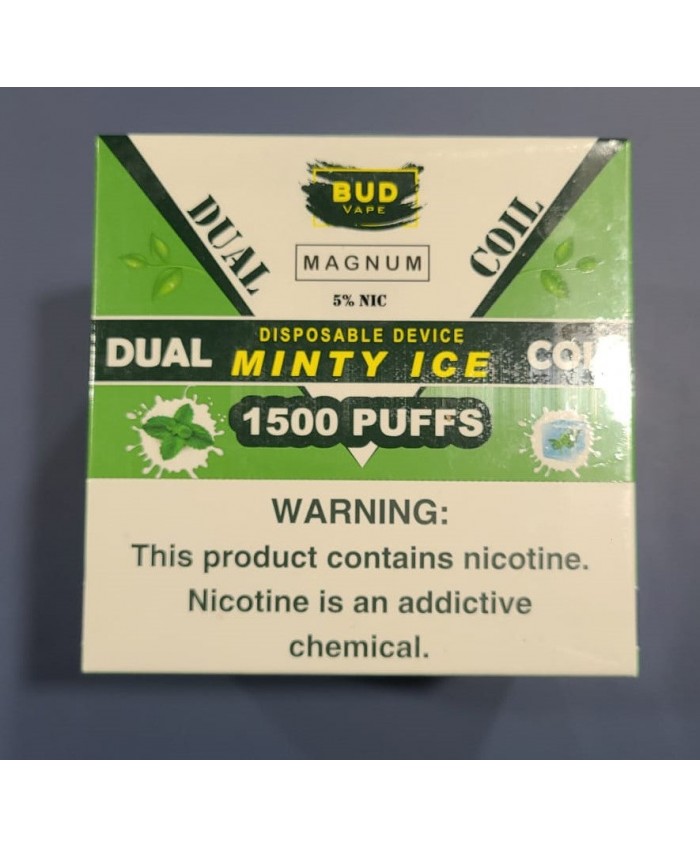 BUD
VAPE
DUAL
COIL
MAGNUM
5% NIC
DISPOSABLE DEVICE
DUAL MINTY ICE
1500 PUFFS
WARNING:
This product contains nicotine.
Nicotine is an addictive
chemical.